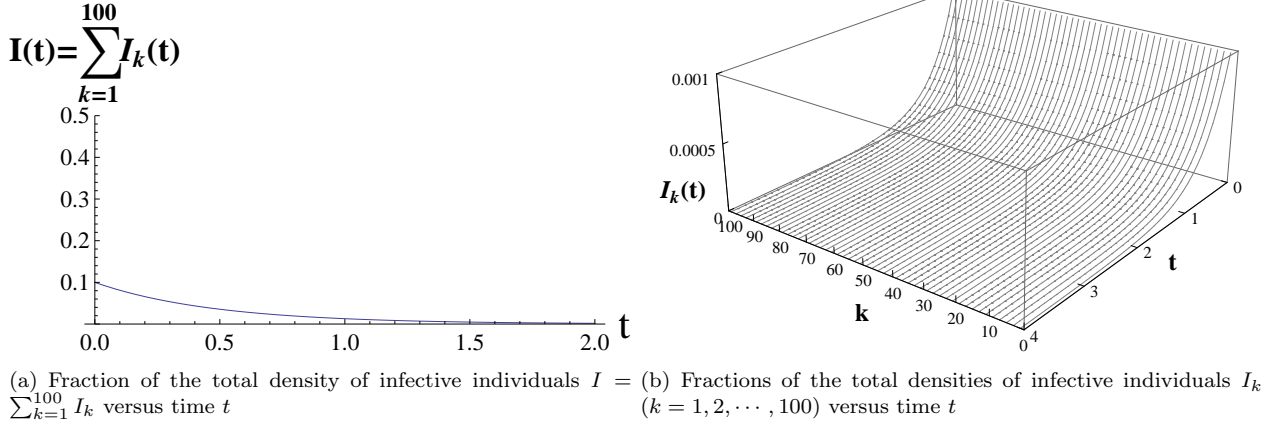 100
I(t)=∑I_k(t)
k=1
0.5
0.4
0.3
0.2
0.1
0.0 0.5 1.0 1.5 2.0 t
0.001
0.0005
I_k(t)
0
100 90 80 70 60 50 40 30 20 10 0
k
0 1 2 3 4
t
(a) Fraction of the total density of infective individuals I =
∑_{k=1}^{100} I_k versus time t
(b) Fractions of the total densities of infective individuals I_k
(k = 1, 2, ⋯ , 100) versus time t